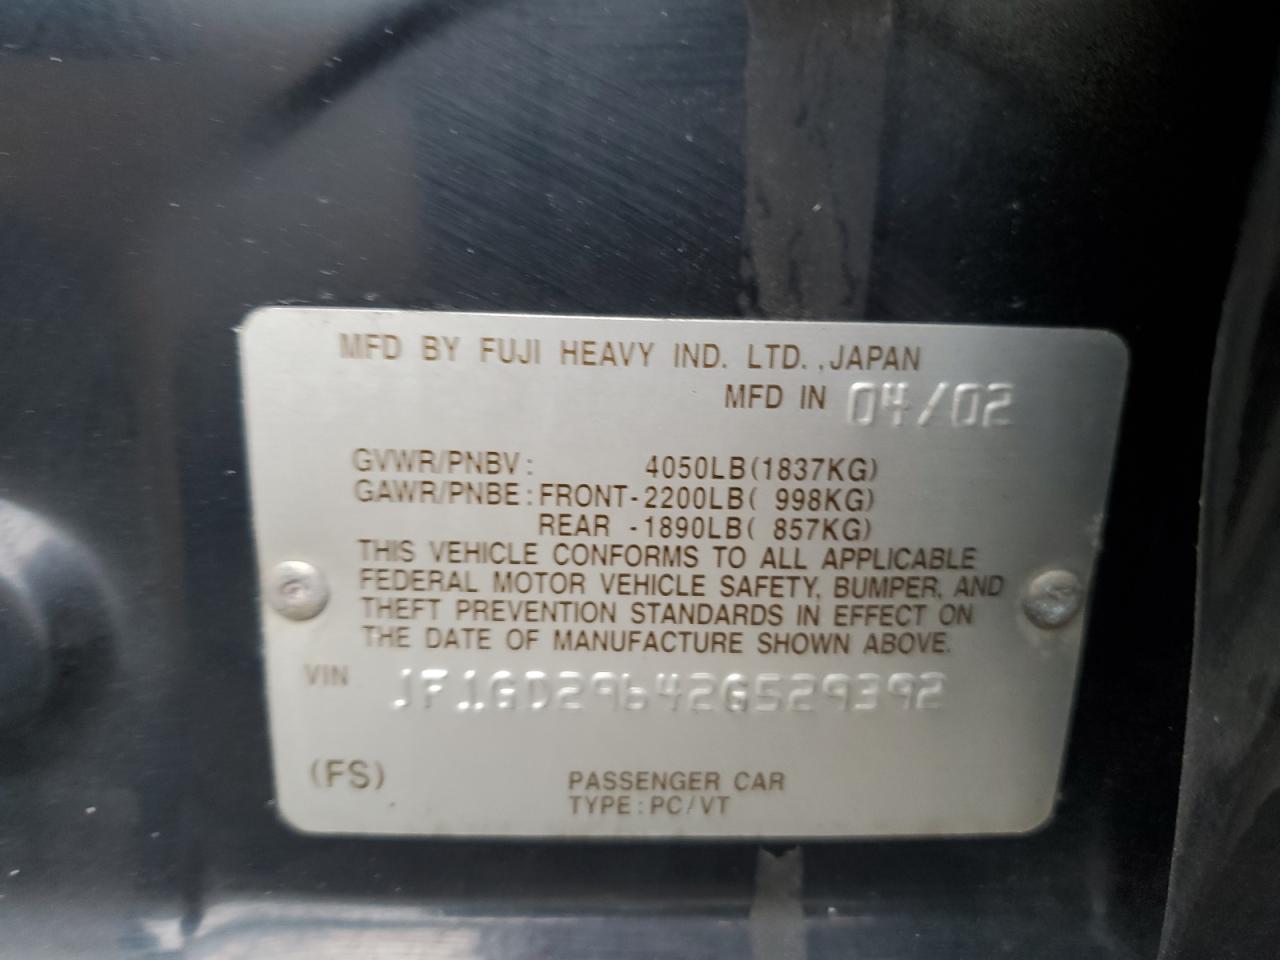 MFD BY FUJI HEAVY IND. LTD.,JAPAN
MFD IN 04/02
GVWR/PNBV: 4050LB(1837KG)
GAWR/PNBE:FRONT-2200LB( 998KG)
REAR -1890LB( 857KG)
THIS VEHICLE CONFORMS TO ALL APPLICABLE
FEDERAL MOTOR VEHICLE SAFETY, BUMPER, AND
THEFT PREVENTION STANDARDS IN EFFECT ON
THE DATE OF MANUFACTURE SHOWN ABOVE.
VIN JF1GD29642G529392
(FS)
PASSENGER CAR
TYPE:PC/VT